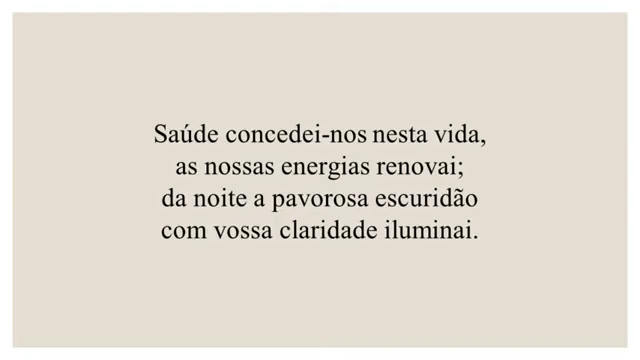 Saúde concedei-nos nesta vida,
as nossas energias renovai;
da noite a pavorosa escuridão
com vossa claridade iluminai.